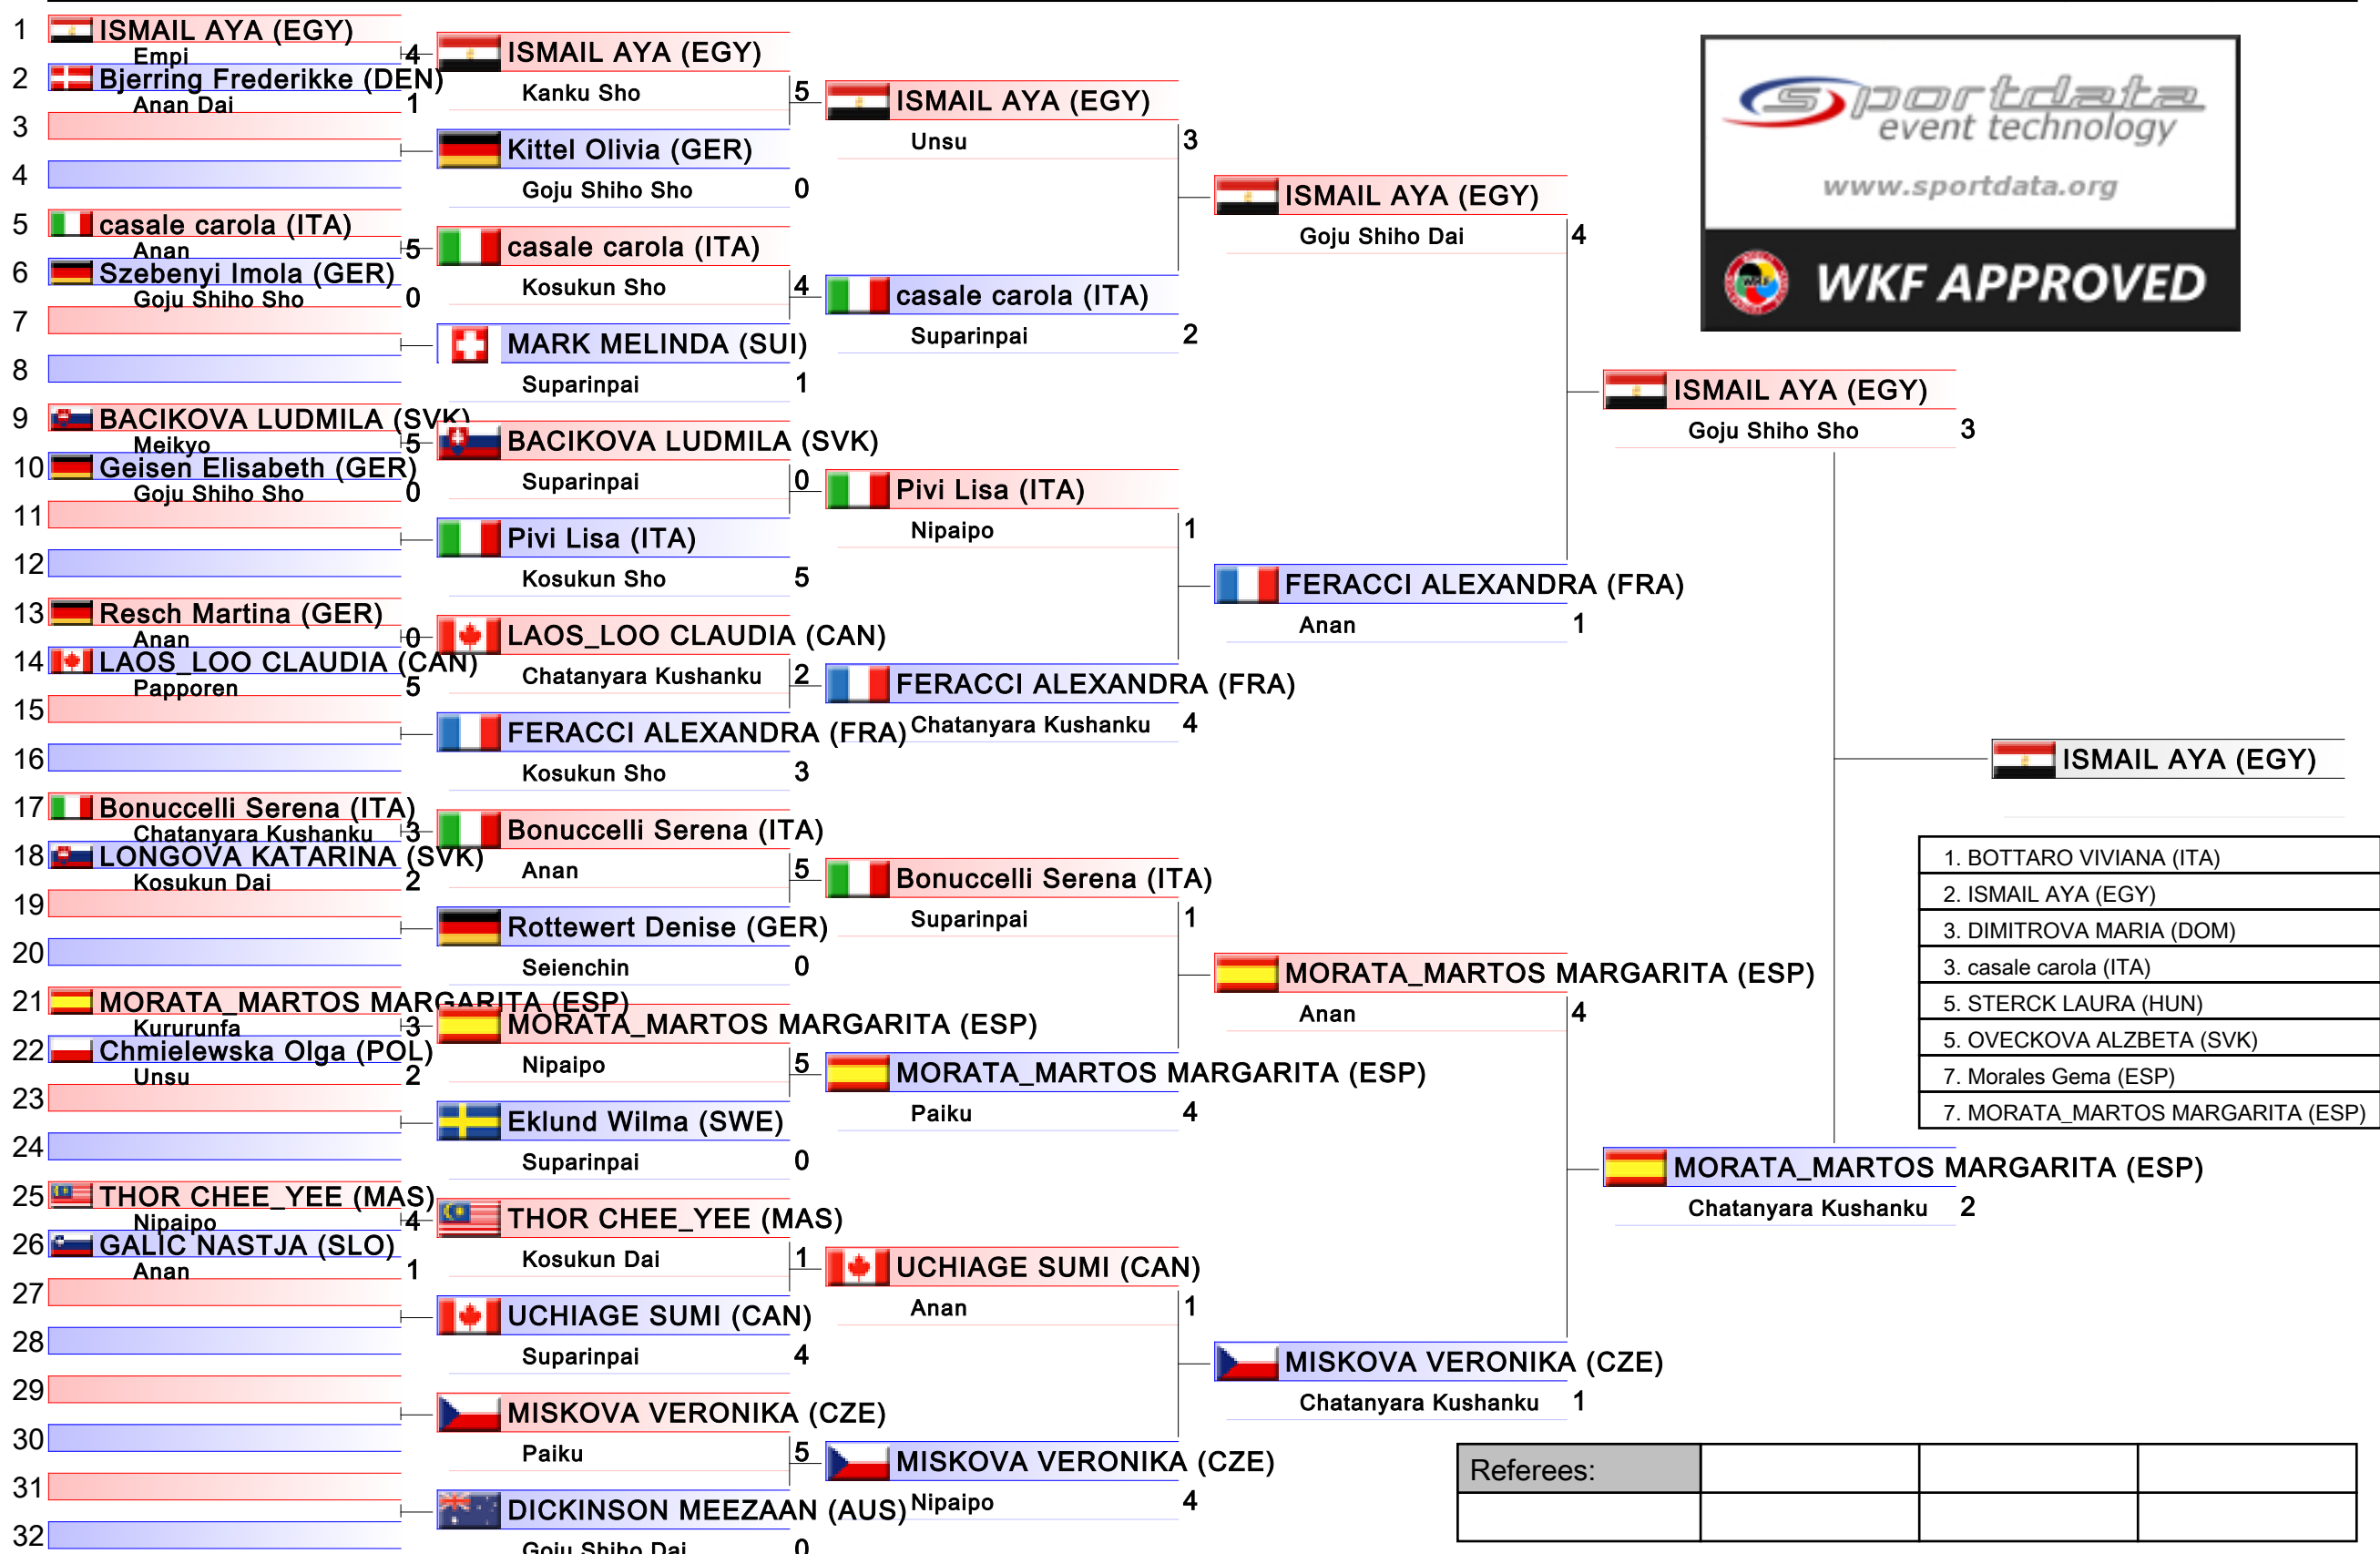 1 ISMAIL AYA (EGY)
Empi 4
2 Bjerring Frederikke (DEN)
Anan Dai 1
3
4
5 casale carola (ITA)
Anan 5
6 Szebenyi Imola (GER)
Goju Shiho Sho 0
7
8
9 BACIKOVA LUDMILA (SVK)
Meikyo 5
10 Geisen Elisabeth (GER)
Goju Shiho Sho 0
11
12
13 Resch Martina (GER)
Anan 0
14 LAOS_LOO CLAUDIA (CAN)
Papporen 5
15
16
17 Bonuccelli Serena (ITA)
Chatanyara Kushanku 3
18 LONGOVA KATARINA (SVK)
Kosukun Dai 2
19
20
21 MORATA_MARTOS MARGARITA (ESP)
Kururunfa 3
22 Chmielewska Olga (POL)
Unsu 2
23
24
25 THOR CHEE_YEE (MAS)
Nipaipo 4
26 GALIC NASTJA (SLO)
Anan 1
27
28
29
30
31
32
ISMAIL AYA (EGY)
Kanku Sho 5
Kittel Olivia (GER)
Goju Shiho Sho 0
casale carola (ITA)
Kosukun Sho 4
MARK MELINDA (SUI)
Suparinpai 1
BACIKOVA LUDMILA (SVK)
Suparinpai 0
Pivi Lisa (ITA)
Kosukun Sho 5
LAOS_LOO CLAUDIA (CAN)
Chatanyara Kushanku 2
FERACCI ALEXANDRA (FRA)
Kosukun Sho 3
Bonuccelli Serena (ITA)
Anan 5
Rottewert Denise (GER)
Seienchin 0
MORATA_MARTOS MARGARITA (ESP)
Nipaipo 5
Eklund Wilma (SWE)
Suparinpai 0
THOR CHEE_YEE (MAS)
Kosukun Dai 1
UCHIAGE SUMI (CAN)
Suparinpai 4
MISKOVA VERONIKA (CZE)
Paiku 5
DICKINSON MEEZAAN (AUS)
Goju Shiho Dai 0
ISMAIL AYA (EGY)
Unsu 3
casale carola (ITA)
Suparinpai 2
Pivi Lisa (ITA)
Nipaipo 1
FERACCI ALEXANDRA (FRA)
Chatanyara Kushanku 4
Bonuccelli Serena (ITA)
Suparinpai 1
MORATA_MARTOS MARGARITA (ESP)
Paiku 4
UCHIAGE SUMI (CAN)
Anan 1
MISKOVA VERONIKA (CZE)
Nipaipo 4
ISMAIL AYA (EGY)
Goju Shiho Dai 4
FERACCI ALEXANDRA (FRA)
Anan 1
MORATA_MARTOS MARGARITA (ESP)
Anan 4
MISKOVA VERONIKA (CZE)
Chatanyara Kushanku 1
ISMAIL AYA (EGY)
Goju Shiho Sho 3
MORATA_MARTOS MARGARITA (ESP)
Chatanyara Kushanku 2
ISMAIL AYA (EGY)
sportdata
event technology
www.sportdata.org
WKF APPROVED
1. BOTTARO VIVIANA (ITA)
2. ISMAIL AYA (EGY)
3. DIMITROVA MARIA (DOM)
3. casale carola (ITA)
5. STERCK LAURA (HUN)
5. OVECKOVA ALZBETA (SVK)
7. Morales Gema (ESP)
7. MORATA_MARTOS MARGARITA (ESP)
Referees: